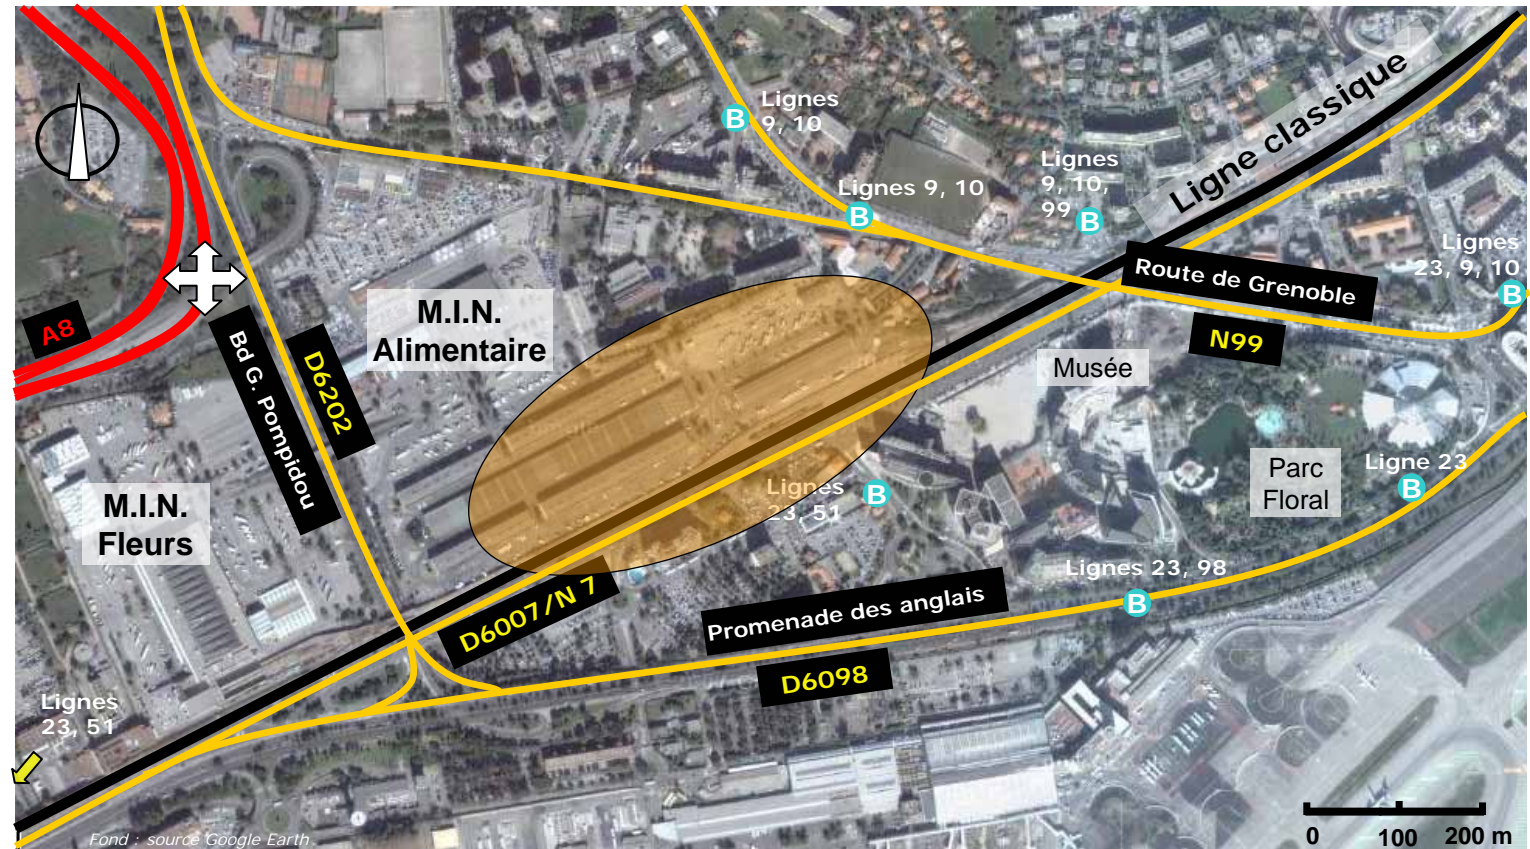 Lignes
9, 10
B
Lignes
9, 10,
99
B
Ligne classique
Lignes 9, 10
B
Lignes
23, 9, 10
B
Route de Grenoble
N99
A8
M.I.N.
Alimentaire
Bd G. Pompidou
D6202
Musée
M.I.N.
Fleurs
Lignes
23, 51
B
Parc
Floral
Ligne 23
B
Lignes 23, 98
B
D6007/N 7
Promenade des anglais
D6098
Lignes
23, 51
Fond : source Google Earth
0 100 200 m